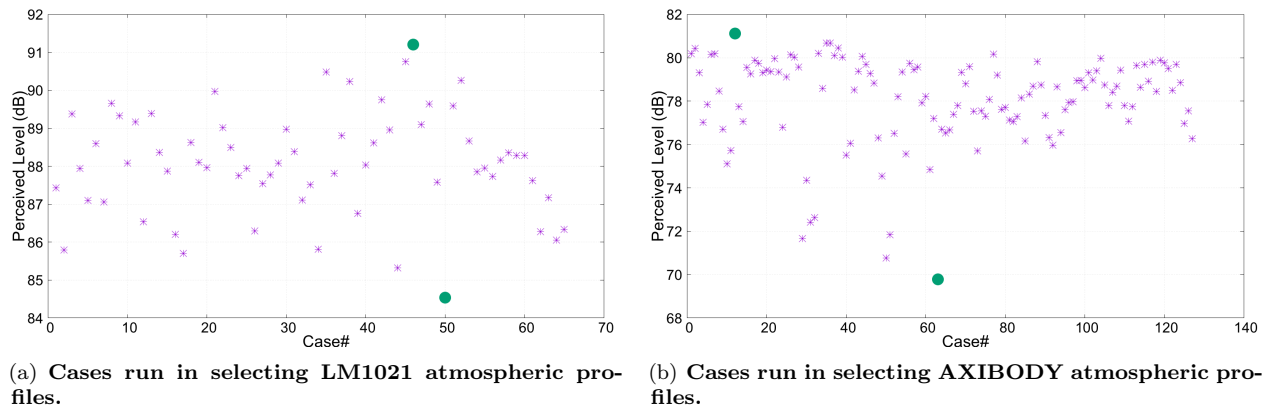 92
91
90
89
88
87
86
85
84
Perceived Level (dB)
0 10 20 30 40 50 60 70
Case#
(a) Cases run in selecting LM1021 atmospheric pro-
files.
82
80
78
76
74
72
70
68
Perceived Level (dB)
0 20 40 60 80 100 120 140
Case#
(b) Cases run in selecting AXIBODY atmospheric pro-
files.